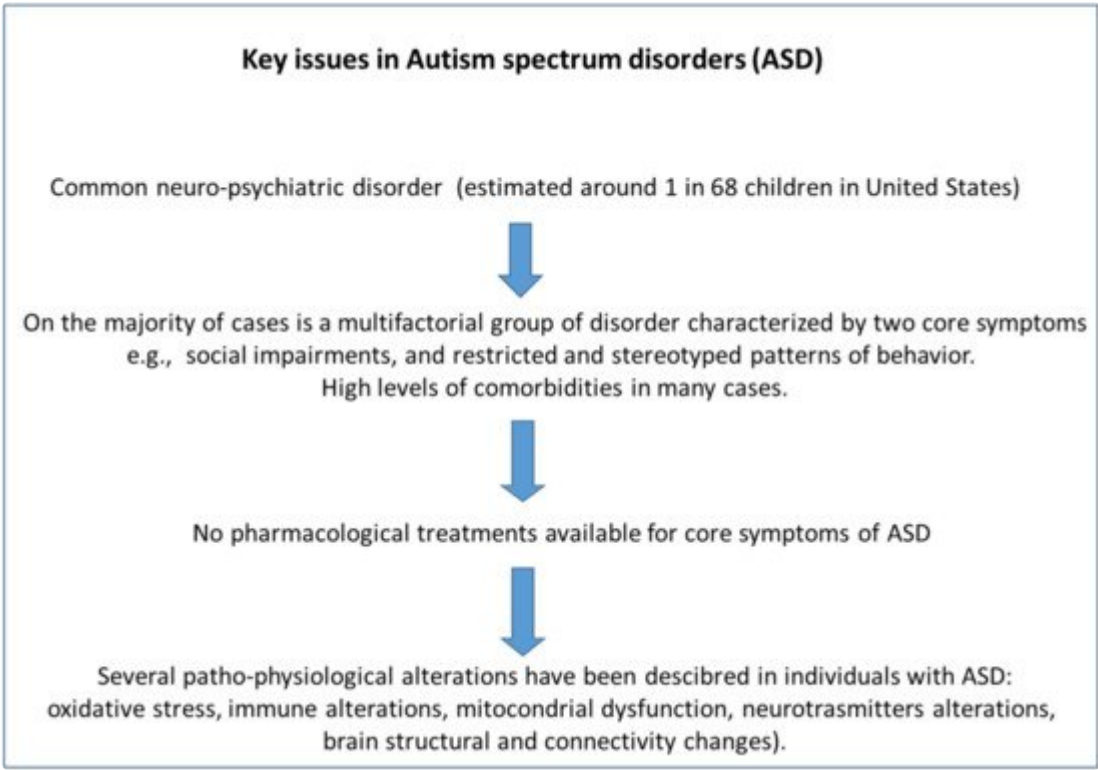 Key issues in Autism spectrum disorders (ASD)
Common neuro-psychiatric disorder (estimated around 1 in 68 children in United States)
On the majority of cases is a multifactorial group of disorder characterized by two core symptoms
e.g., social impairments, and restricted and stereotyped patterns of behavior.
High levels of comorbidities in many cases.
No pharmacological treatments available for core symptoms of ASD
Several patho-physiological alterations have been descibred in individuals with ASD:
oxidative stress, immune alterations, mitocondrial dysfunction, neurotrasmitters alterations,
brain structural and connectivity changes).